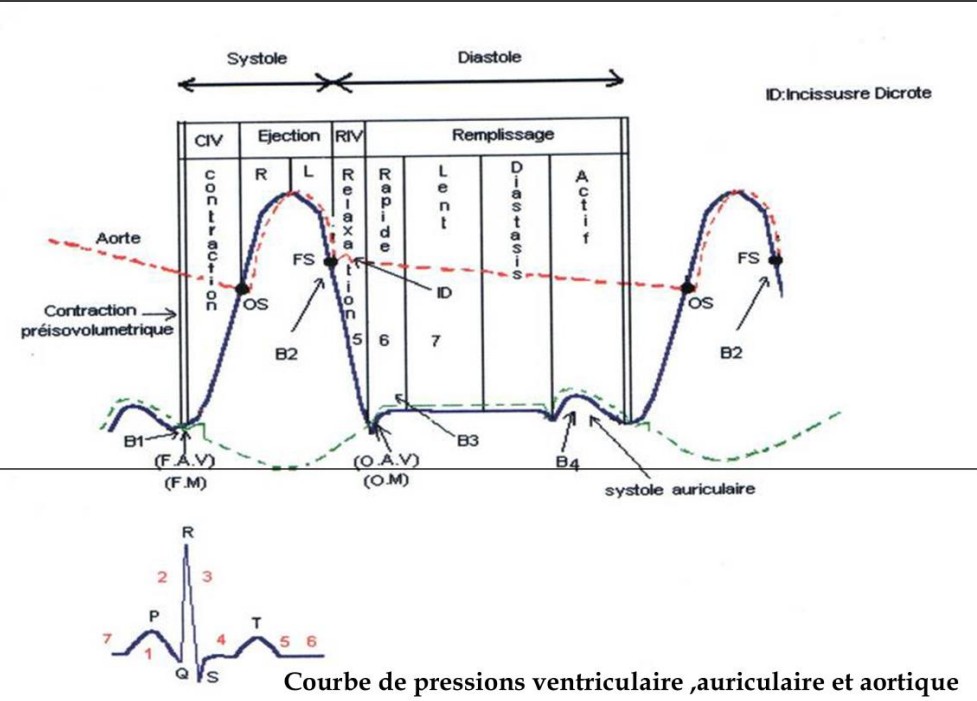 Systole
Diastole
ID:Incissusre Dicrote
CIV
Ejection
RIV
Remplissage
contraction
R
L
Relaxation
Rapide
Lent
Diastasis
Actif
Aorte
FS
FS
ID
OS
OS
Contraction
préisovolumetrique
B2
5
6
7
B2
B1
B3
(F.A.V)
(F.M)
(O.A.V)
(O.M)
B4
systole auriculaire
R
2
3
P
T
7
1
4
5
6
Q
S
Courbe de pressions ventriculaire ,auriculaire et aortique